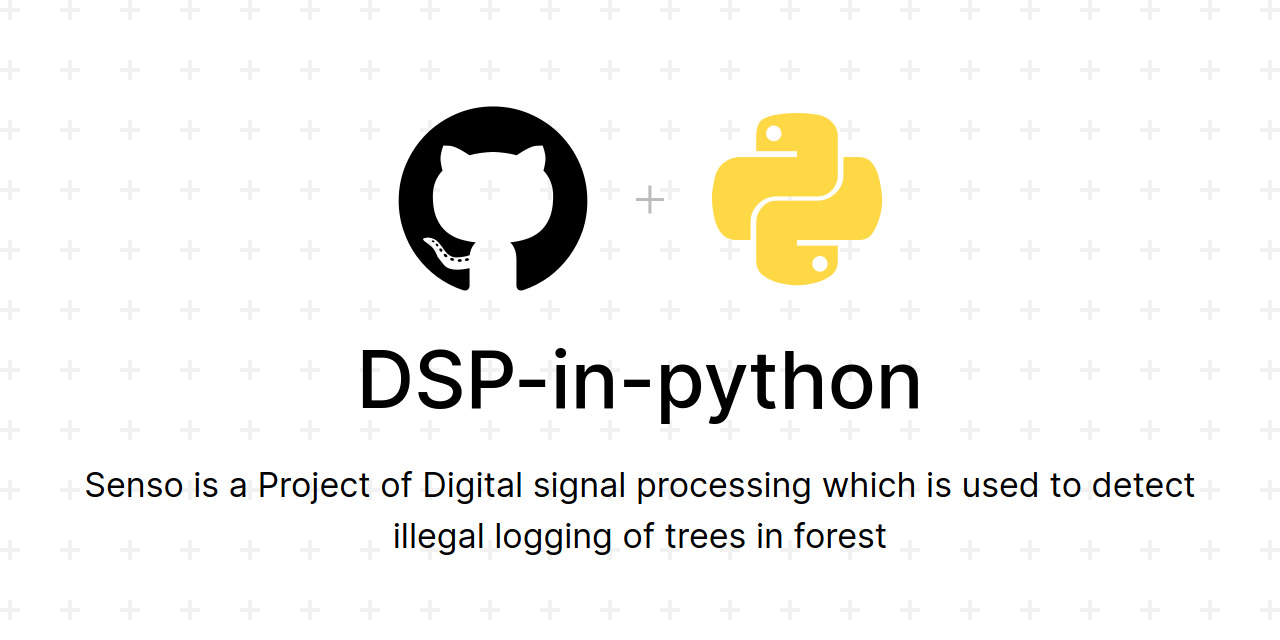 DSP-in-python
Senso is a Project of Digital signal processing which is used to detect
illegal logging of trees in forest